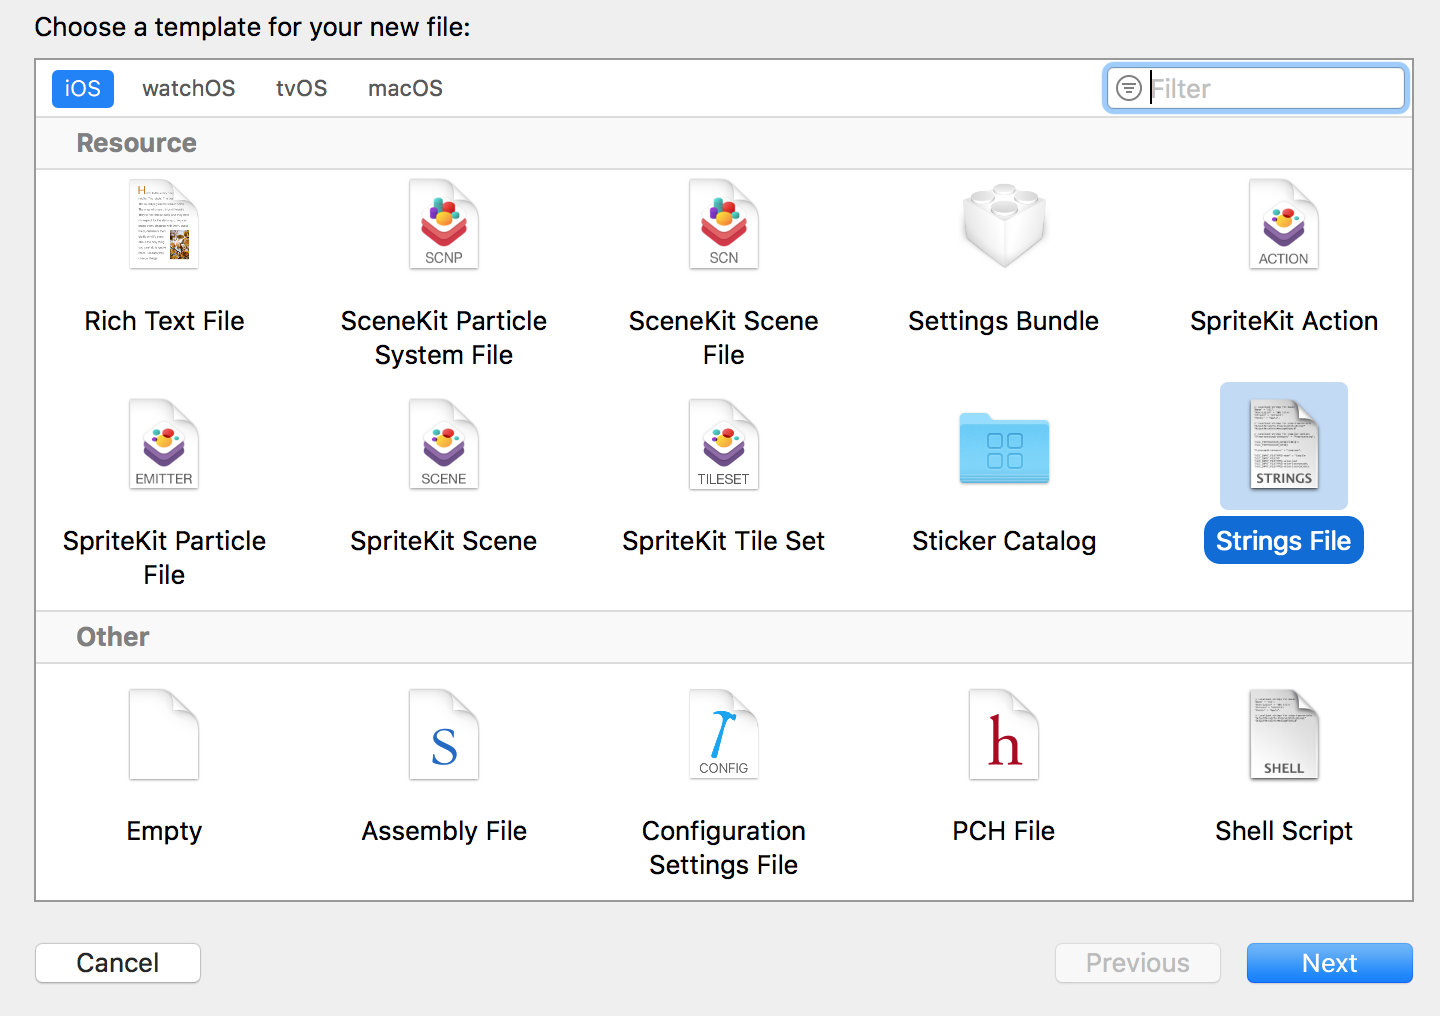 Choose a template for your new file:
iOS watchOS tvOS macOS Filter
Resource
SCNP SCN ACTION
Rich Text File SceneKit Particle SceneKit Scene Settings Bundle SpriteKit Action
System File File
EMITTER SCENE TILESET STRINGS
SpriteKit Particle SpriteKit Scene SpriteKit Tile Set Sticker Catalog Strings File
File
Other
S CONFIG h SHELL
Empty Assembly File Configuration PCH File Shell Script
Settings File
Cancel Previous Next